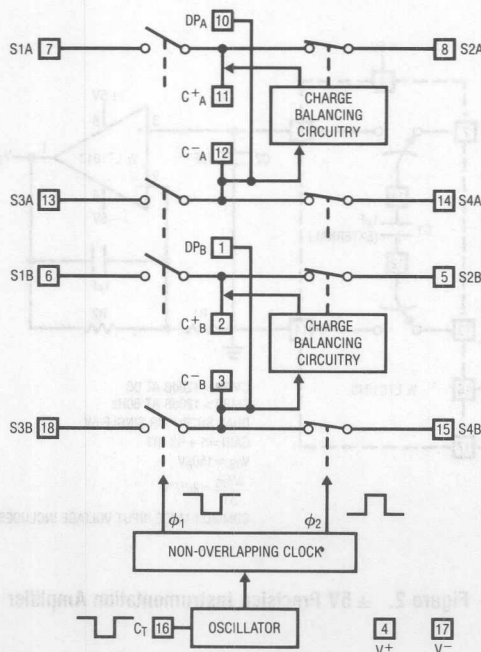 DPA 10
S1A 7 8 S2A
C+A 11
CHARGE BALANCING CIRCUITRY
C−A 12
S3A 13 14 S4A
DPB 1
S1B 6 5 S2B
C+B 2
CHARGE BALANCING CIRCUITRY
C−B 3
S3B 18 15 S4B
ϕ1 ϕ2
NON-OVERLAPPING CLOCK
CT 16 OSCILLATOR 4 17
V+ V−
Figure 2. ± 5V Precision Instrumentation Amplifier